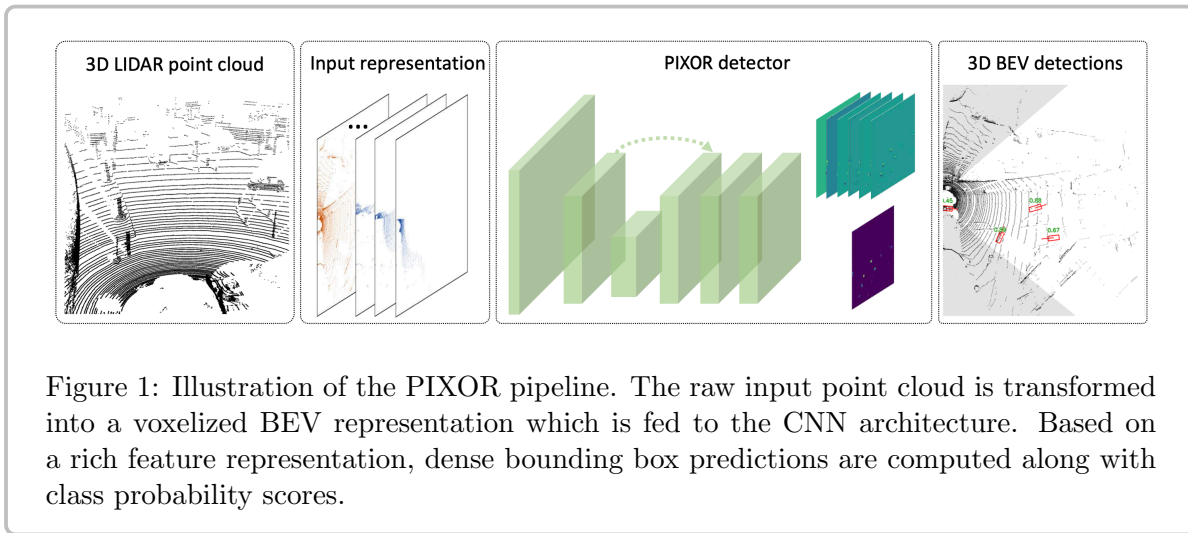 3D LIDAR point cloud
Input representation
PIXOR detector
3D BEV detections
0.67
Figure 1: Illustration of the PIXOR pipeline. The raw input point cloud is transformed
into a voxelized BEV representation which is fed to the CNN architecture. Based on
a rich feature representation, dense bounding box predictions are computed along with
class probability scores.